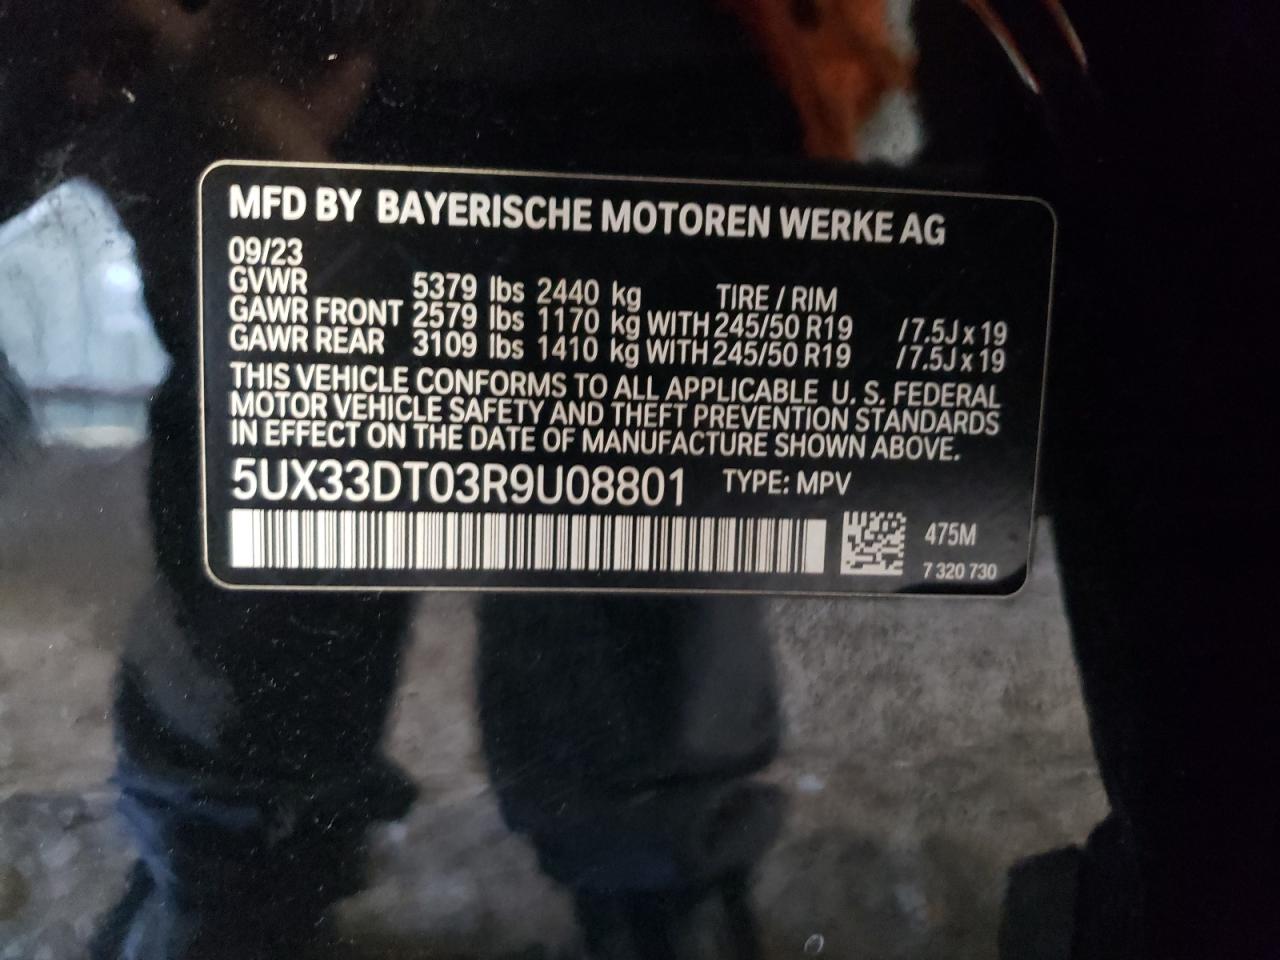 MFD BY BAYERISCHE MOTOREN WERKE AG
09/23
GVWR 5379 lbs 2440 kg TIRE / RIM
GAWR FRONT 2579 lbs 1170 kg WITH 245/50 R19 / 7.5J x 19
GAWR REAR 3109 lbs 1410 kg WITH 245/50 R19 / 7.5J x 19
THIS VEHICLE CONFORMS TO ALL APPLICABLE U. S. FEDERAL
MOTOR VEHICLE SAFETY AND THEFT PREVENTION STANDARDS
IN EFFECT ON THE DATE OF MANUFACTURE SHOWN ABOVE.
5UX33DT03R9U08801 TYPE: MPV
475M
7 320 730